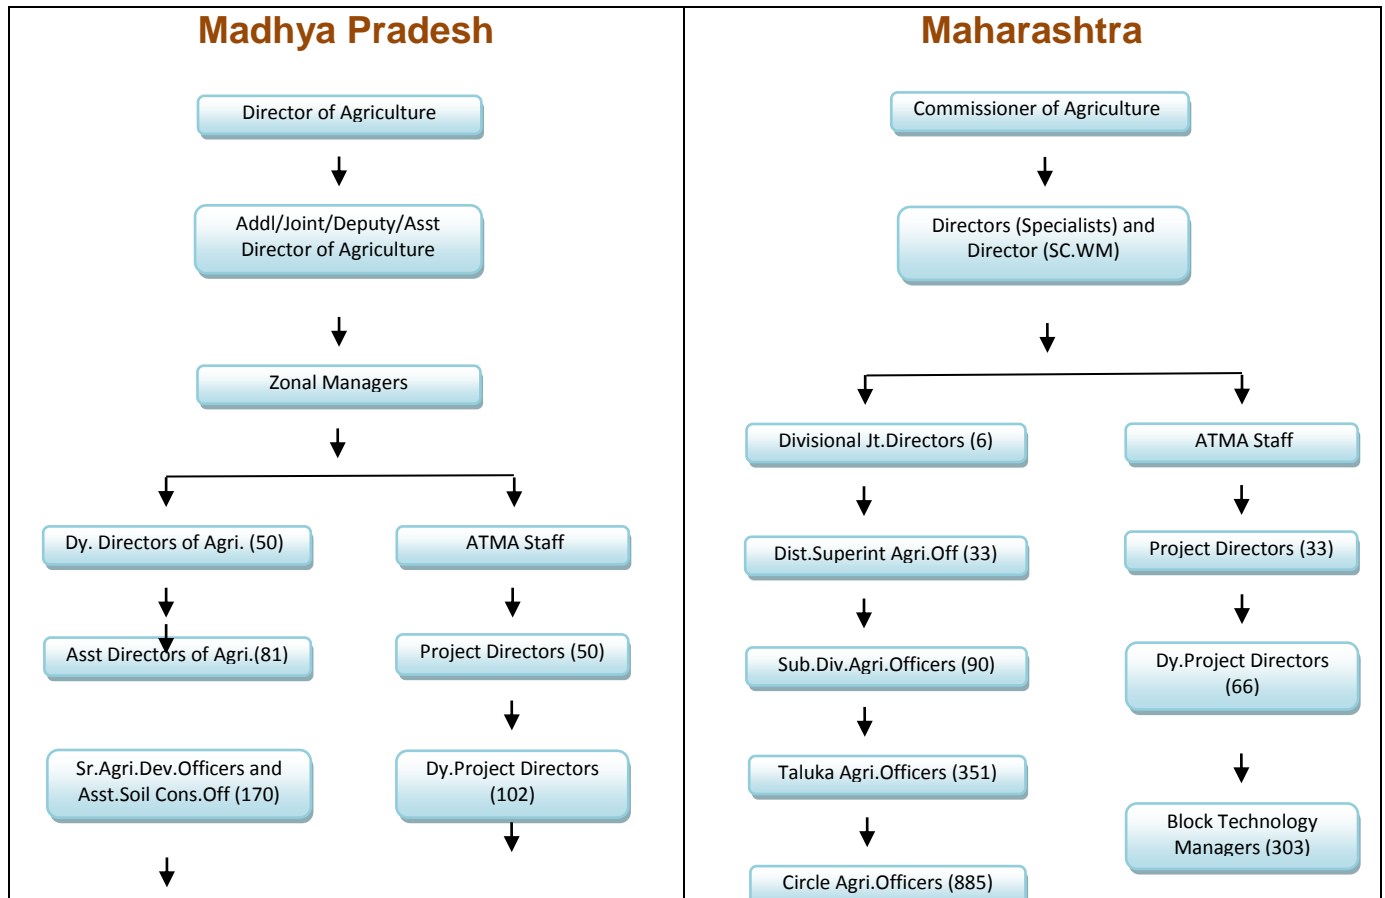 Madhya Pradesh
Director of Agriculture
Addl/Joint/Deputy/Asst
Director of Agriculture
Zonal Managers
Dy. Directors of Agri. (50)
ATMA Staff
Asst Directors of Agri.(81)
Project Directors (50)
Sr.Agri.Dev.Officers and
Asst.Soil Cons.Off (170)
Dy.Project Directors
(102)
Maharashtra
Commissioner of Agriculture
Directors (Specialists) and
Director (SC.WM)
Divisional Jt.Directors (6)
ATMA Staff
Dist.Superint Agri.Off (33)
Project Directors (33)
Sub.Div.Agri.Officers (90)
Dy.Project Directors
(66)
Taluka Agri.Officers (351)
Block Technology
Managers (303)
Circle Agri.Officers (885)